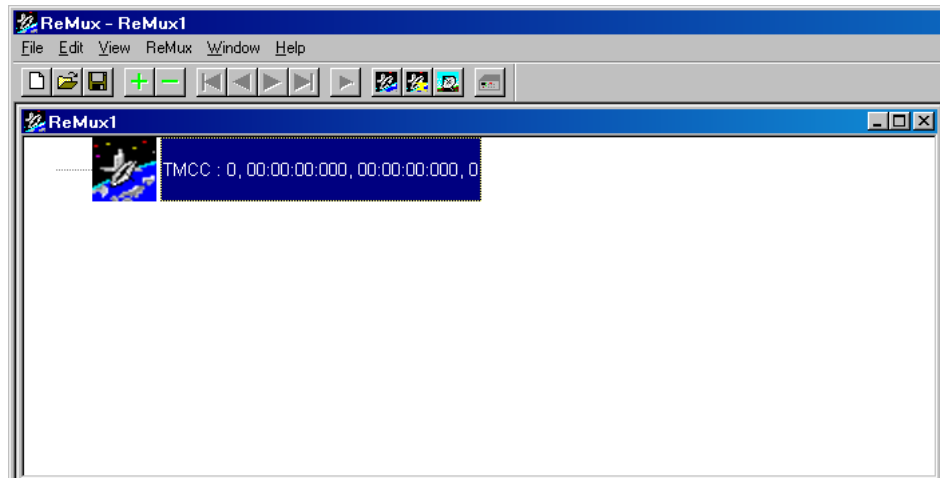 ReMux - ReMux1
File Edit View ReMux Window Help
ReMux1
TMCC : 0, 00:00:00:000, 00:00:00:000, 0